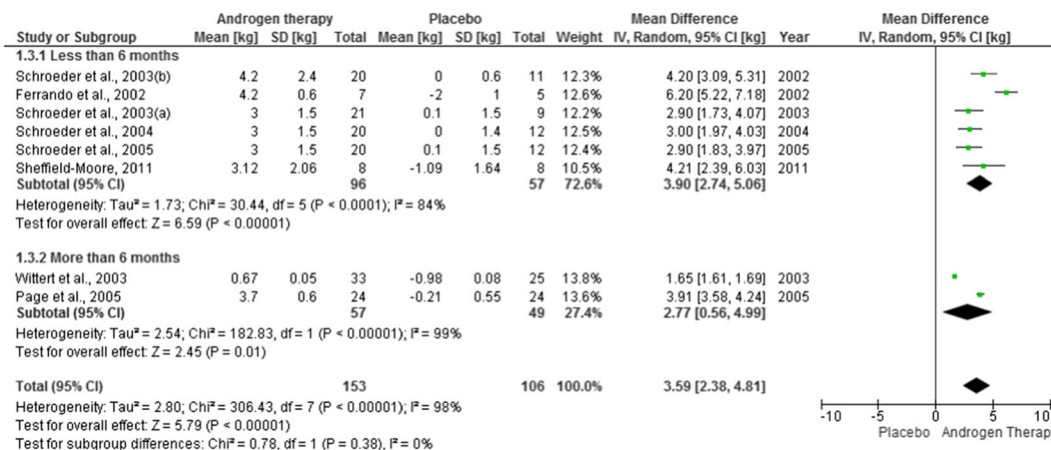 Androgen therapy Placebo Mean Difference Mean Difference
Study or Subgroup Mean [kg] SD [kg] Total Mean [kg] SD [kg] Total Weight IV, Random, 95% CI [kg] Year IV, Random, 95% CI [kg]
1.3.1 Less than 6 months
Schroeder et al., 2003(b) 4.2 2.4 20 0 0.6 11 12.3% 4.20 [3.09, 5.31] 2002
Ferrando et al., 2002 4.2 0.6 7 -2 1 5 12.6% 6.20 [5.22, 7.18] 2002
Schroeder et al., 2003(a) 3 1.5 21 0.1 1.5 9 12.2% 2.90 [1.73, 4.07] 2003
Schroeder et al., 2004 3 1.5 20 0 1.4 12 12.5% 3.00 [1.97, 4.03] 2004
Schroeder et al., 2005 3 1.5 20 0.1 1.5 12 12.4% 2.90 [1.83, 3.97] 2005
Sheffield-Moore, 2011 3.12 2.06 8 -1.09 1.64 8 10.5% 4.21 [2.39, 6.03] 2011
Subtotal (95% CI) 96 57 72.6% 3.90 [2.74, 5.06]
Heterogeneity: Tau² = 1.73; Chi² = 30.44, df = 5 (P < 0.0001); I² = 84%
Test for overall effect: Z = 6.59 (P < 0.00001)
1.3.2 More than 6 months
Wittert et al., 2003 0.67 0.05 33 -0.98 0.08 25 13.8% 1.65 [1.61, 1.69] 2003
Page et al., 2005 3.7 0.6 24 -0.21 0.55 24 13.6% 3.91 [3.58, 4.24] 2005
Subtotal (95% CI) 57 49 27.4% 2.77 [0.56, 4.99]
Heterogeneity: Tau² = 2.54; Chi² = 182.83, df = 1 (P < 0.00001); I² = 99%
Test for overall effect: Z = 2.45 (P = 0.01)
Total (95% CI) 153 106 100.0% 3.59 [2.38, 4.81]
Heterogeneity: Tau² = 2.80; Chi² = 306.43, df = 7 (P < 0.00001); I² = 98%
Test for overall effect: Z = 5.79 (P < 0.00001)
Test for subgroup differences: Chi² = 0.78, df = 1 (P = 0.38), I² = 0%
-10 -5 0 5 10
Placebo Androgen Therap